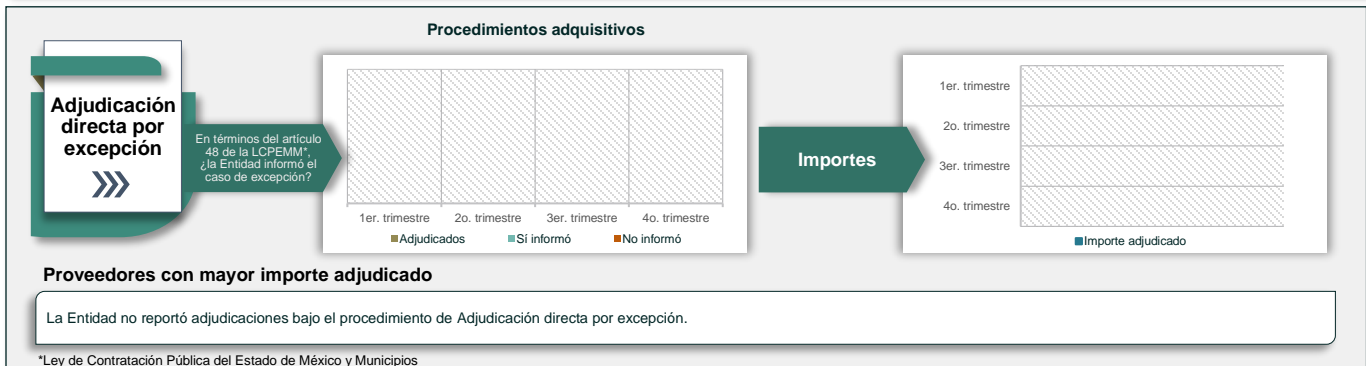 Procedimientos adquisitivos
Adjudicación
directa por
excepción
En términos del artículo
48 de la LCPEMM*,
¿la Entidad informó el
caso de excepción?
1er. trimestre
2o. trimestre
3er. trimestre
4o. trimestre
Adjudicados
Sí informó
No informó
Importes
1er. trimestre
2o. trimestre
3er. trimestre
4o. trimestre
Importe adjudicado
Proveedores con mayor importe adjudicado
La Entidad no reportó adjudicaciones bajo el procedimiento de Adjudicación directa por excepción.
*Ley de Contratación Pública del Estado de México y Municipios